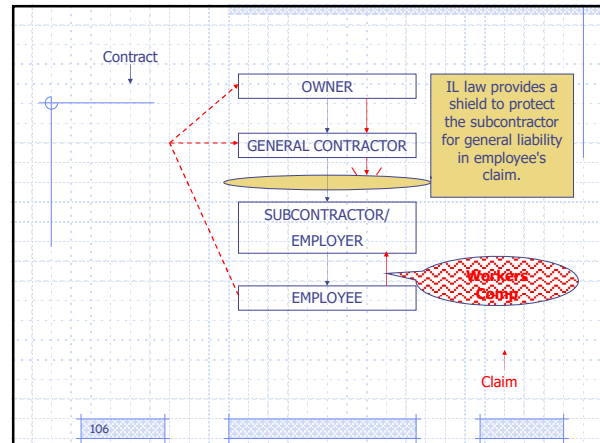 Contract
OWNER
GENERAL CONTRACTOR
IL law provides a
shield to protect
the subcontractor
for general liability
in employee's
claim.
SUBCONTRACTOR/
EMPLOYER
Workers
Comp
EMPLOYEE
Claim
106